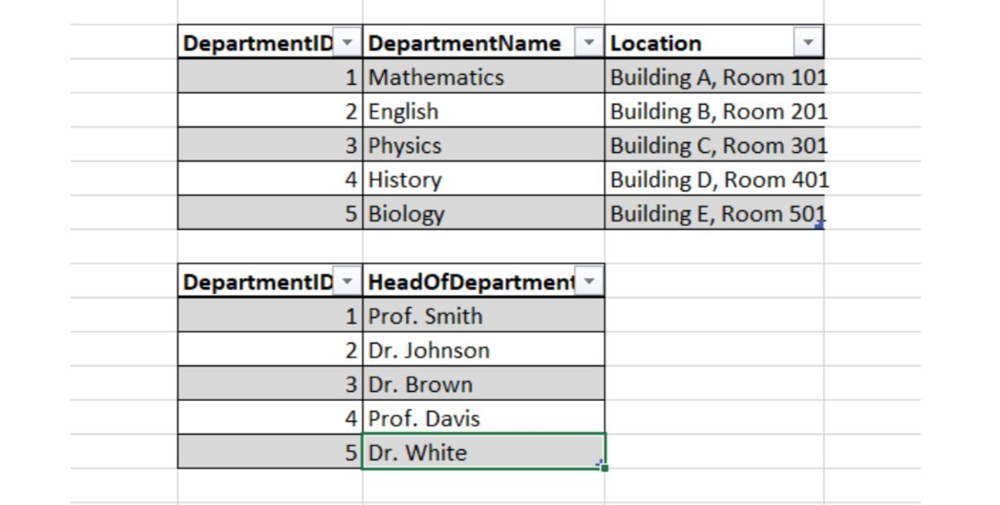 DepartmentID DepartmentName Location
1 Mathematics Building A, Room 101
2 English Building B, Room 201
3 Physics Building C, Room 301
4 History Building D, Room 401
5 Biology Building E, Room 501
DepartmentID HeadOfDepartment
1 Prof. Smith
2 Dr. Johnson
3 Dr. Brown
4 Prof. Davis
5 Dr. White